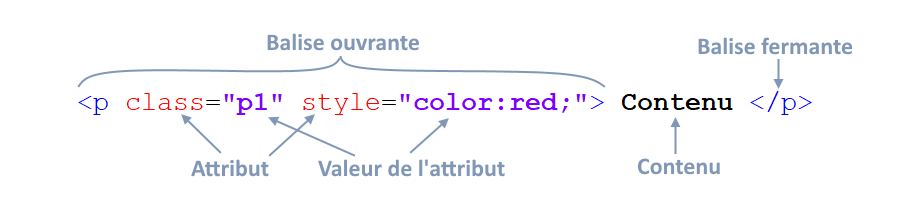 Balise ouvrante
Balise fermante
<p class="p1" style="color:red;"> Contenu </p>
Attribut
Valeur de l'attribut
Contenu